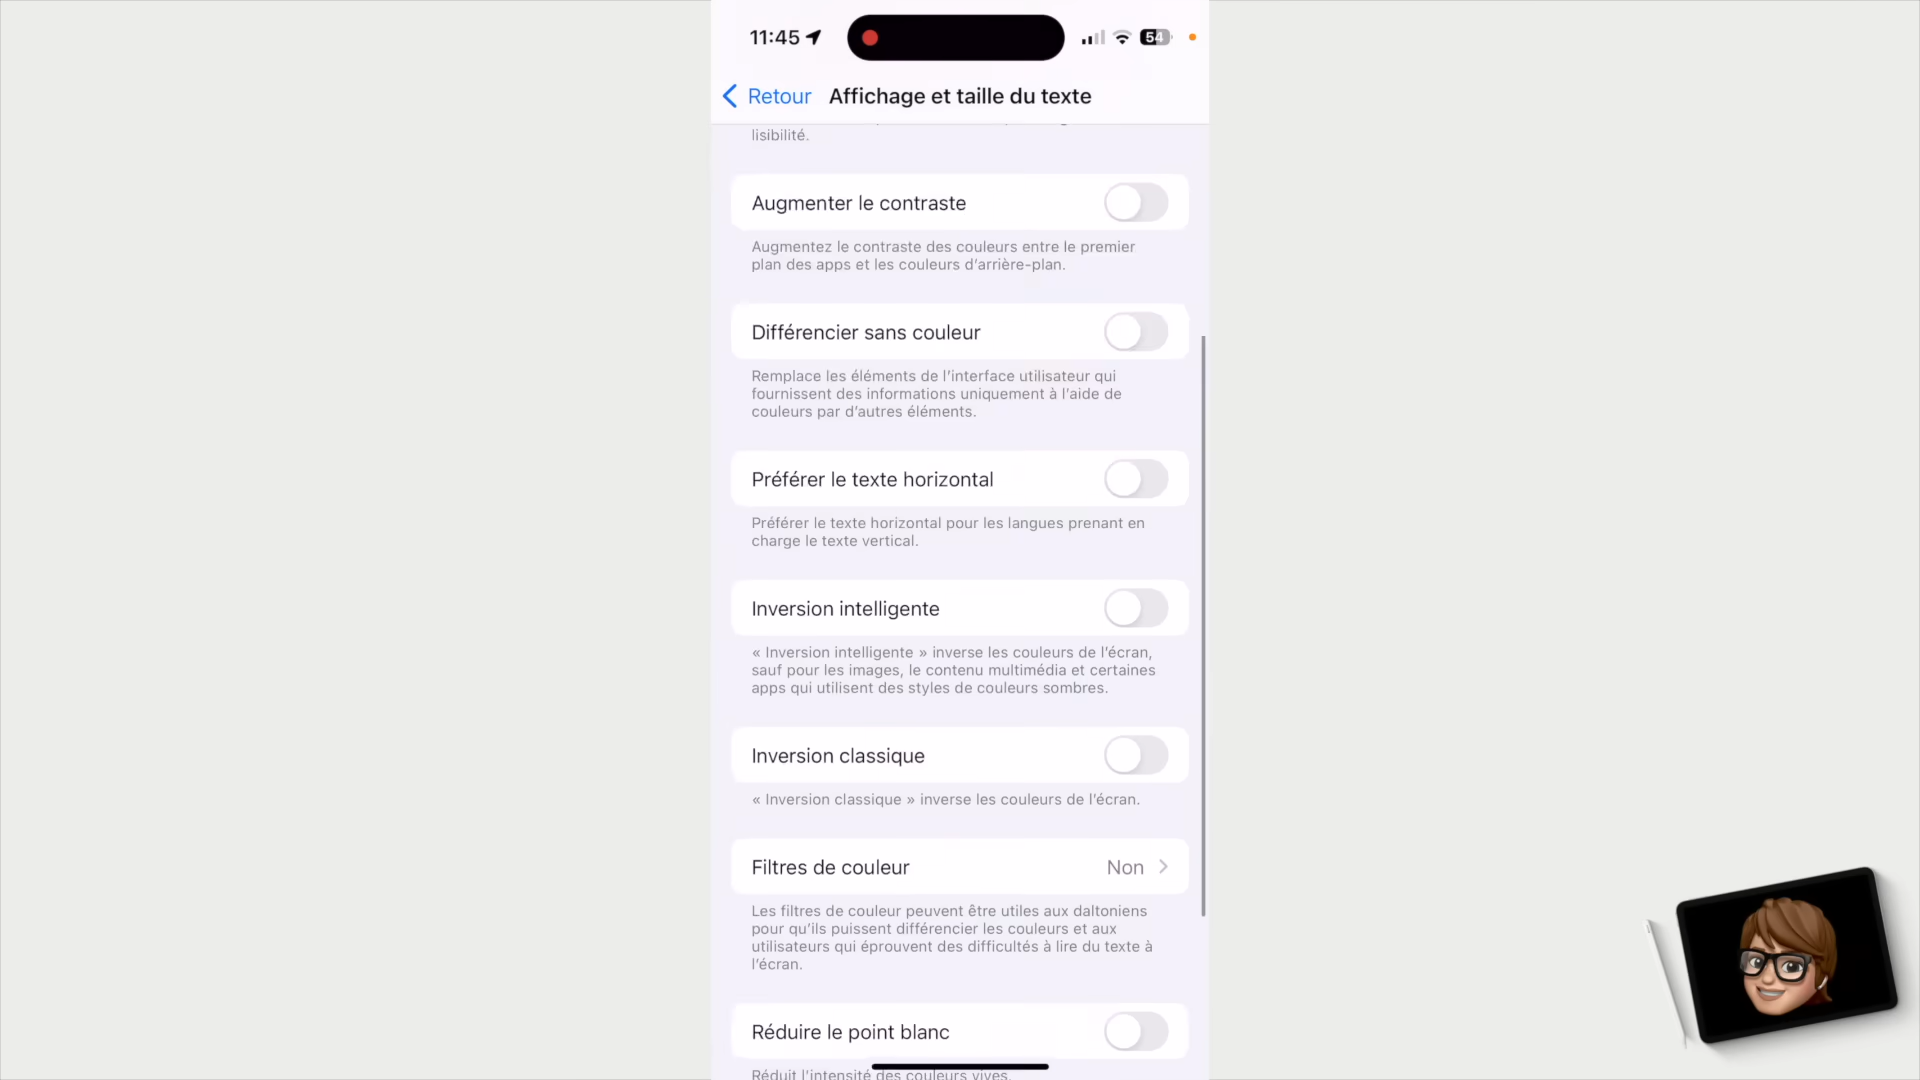 11:45
54
Retour Affichage et taille du texte
lisibilité.
Augmenter le contraste
Augmentez le contraste des couleurs entre le premier
plan des apps et les couleurs d’arrière-plan.
Différencier sans couleur
Remplace les éléments de l’interface utilisateur qui
fournissent des informations uniquement à l’aide de
couleurs par d’autres éléments.
Préférer le texte horizontal
Préférer le texte horizontal pour les langues prenant en
charge le texte vertical.
Inversion intelligente
« Inversion intelligente » inverse les couleurs de l’écran,
sauf pour les images, le contenu multimédia et certaines
apps qui utilisent des styles de couleurs sombres.
Inversion classique
« Inversion classique » inverse les couleurs de l’écran.
Filtres de couleur Non
Les filtres de couleur peuvent être utiles aux daltoniens
pour qu’ils puissent différencier les couleurs et aux
utilisateurs qui éprouvent des difficultés à lire du texte à
l’écran.
Réduire le point blanc
Réduit l’intensité des couleurs vives.